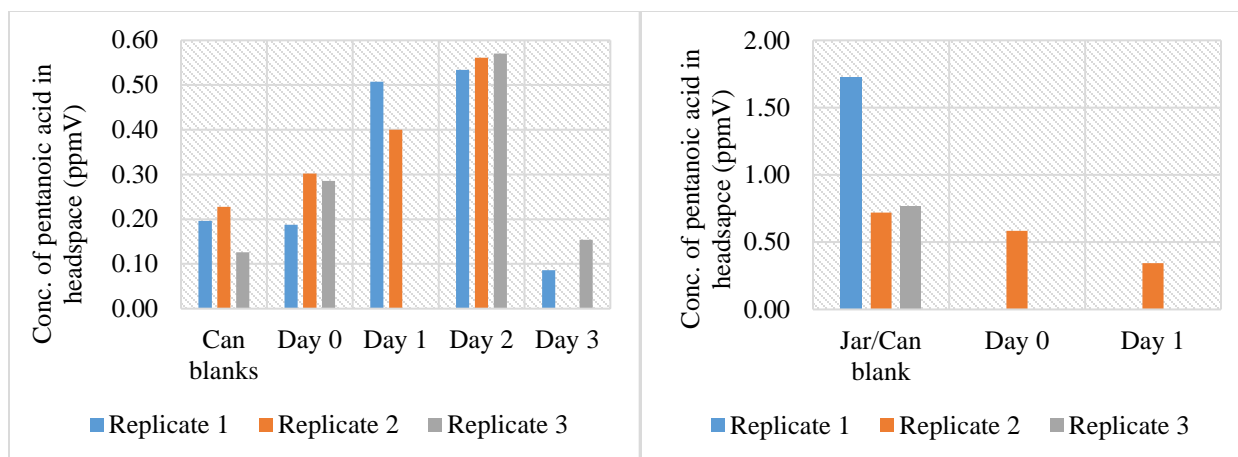 Conc. of pentanoic acid in
headspace (ppmV)
0.60
0.50
0.40
0.30
0.20
0.10
0.00
Can
blanks
Day 0
Day 1
Day 2
Day 3
Replicate 1
Replicate 2
Replicate 3
Conc. of pentanoic acid in
headsapce (ppmV)
2.00
1.50
1.00
0.50
0.00
Jar/Can
blank
Day 0
Day 1
Replicate 1
Replicate 2
Replicate 3